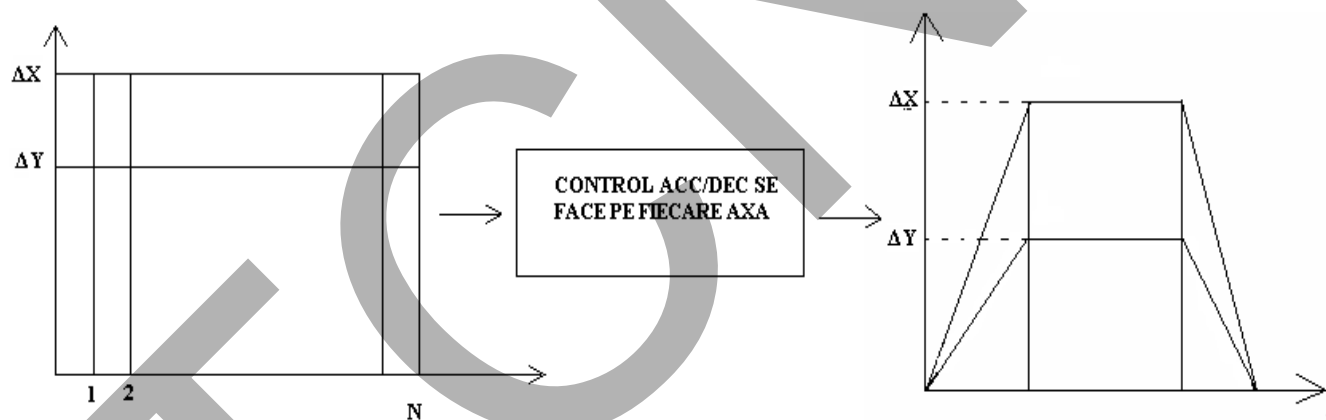 ΔX
ΔY
1 2
N
CONTROL ACC/DEC SE
FACE PE FIECARE AXA
ΔX
ΔY